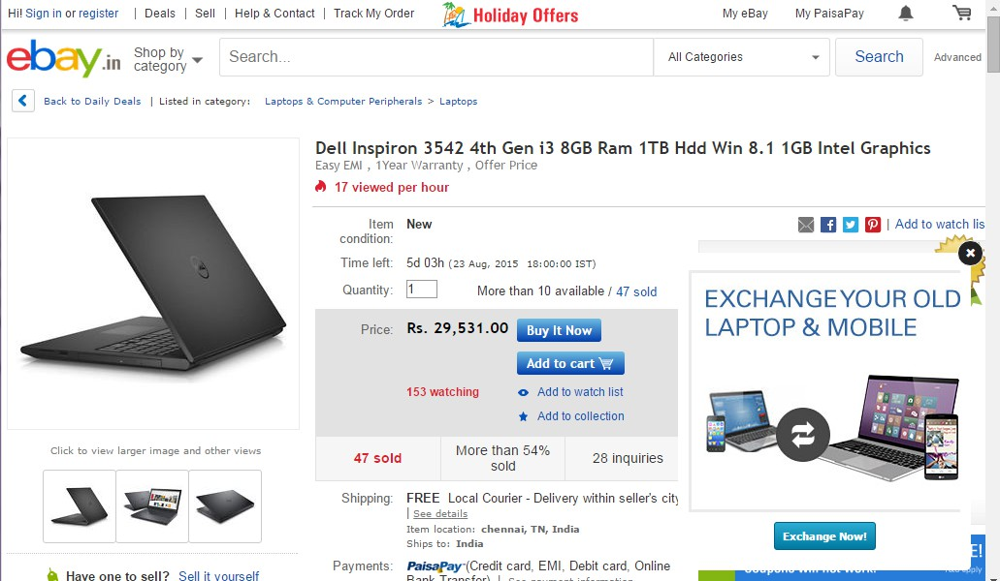 Hi! Sign in or register | Deals | Sell | Help & Contact | Track My Order Holiday Offers My eBay My PaisaPay
ebay.in Shop by category Search... All Categories Search Advanced
Back to Daily Deals | Listed in category: Laptops & Computer Peripherals > Laptops
Dell Inspiron 3542 4th Gen i3 8GB Ram 1TB Hdd Win 8.1 1GB Intel Graphics
Easy EMI , 1Year Warranty , Offer Price
17 viewed per hour
Item condition: New
| Add to watch lis
Time left: 5d 03h (23 Aug, 2015 18:00:00 IST)
Quantity: 1 More than 10 available / 47 sold
Price: Rs. 29,531.00 Buy It Now
Add to cart
153 watching Add to watch list
Add to collection
47 sold More than 54% sold 28 inquiries
Shipping: FREE Local Courier - Delivery within seller's city
| See details
Item location: chennai, TN, India
Ships to: India
Payments: PaisaPay (Credit card, EMI, Debit card, Online
Bank Transfer) | See payment information
Click to view larger image and other views
Have one to sell? Sell it yourself
EXCHANGE YOUR OLD
LAPTOP & MOBILE
Exchange Now!
E!
Coupons will not work!
T&C apply